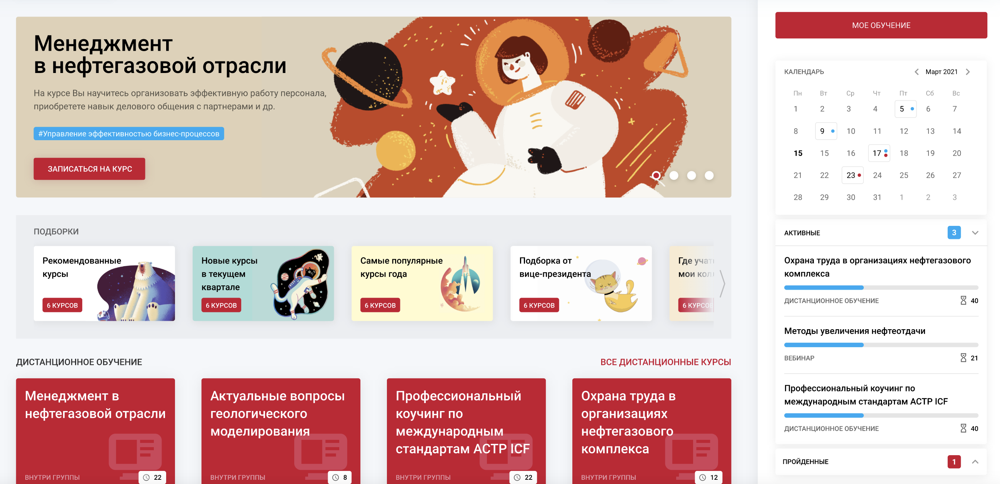 Менеджмент
в нефтегазовой отрасли
На курсе Вы научитесь организовать эффективную работу персонала,
приобретете навык делового общения с партнерами и др.
#Управление эффективностью бизнес-процессов
ЗАПИСАТЬСЯ НА КУРС
ПОДБОРКИ
Рекомендованные
курсы
6 КУРСОВ
Новые курсы
в текущем
квартале
6 КУРСОВ
Самые популярные
курсы года
6 КУРСОВ
Подборка от
вице-президента
6 КУРСОВ
Где
мои
6 КУРСОВ
ДИСТАНЦИОННОЕ ОБУЧЕНИЕ
ВСЕ ДИСТАНЦИОННЫЕ КУРСЫ
Менеджмент в
нефтегазовой отрасли
ВНУТРИ ГРУППЫ
22
Актуальные вопросы
геологического
моделирования
ВНУТРИ ГРУППЫ
8
Профессиональный
коучинг по
международным
стандартам ACTP ICF
ВНУТРИ ГРУППЫ
22
Охрана труда в
организациях
нефтегазового
комплекса
ВНУТРИ ГРУППЫ
12
МОЕ ОБУЧЕНИЕ
КАЛЕНДАРЬ
Март 2021
Пн Вт Ср Чт Пт Сб Вс
1 2 3 4 5 6 7
8 9 10 11 12 13 14
15 15 16 17 18 19 20
21 22 23 24 25 26 27
28 29 30 31 1 2 3
АКТИВНЫЕ
3
Охрана труда в организациях нефтегазового
комплекса
ДИСТАНЦИОННОЕ ОБУЧЕНИЕ
40
Методы увеличения нефтеотдачи
ВЕБИНАР
21
Профессиональный коучинг по
международным стандартам ACTP ICF
ДИСТАНЦИОННОЕ ОБУЧЕНИЕ
40
ПРОЙДЕННЫЕ
1